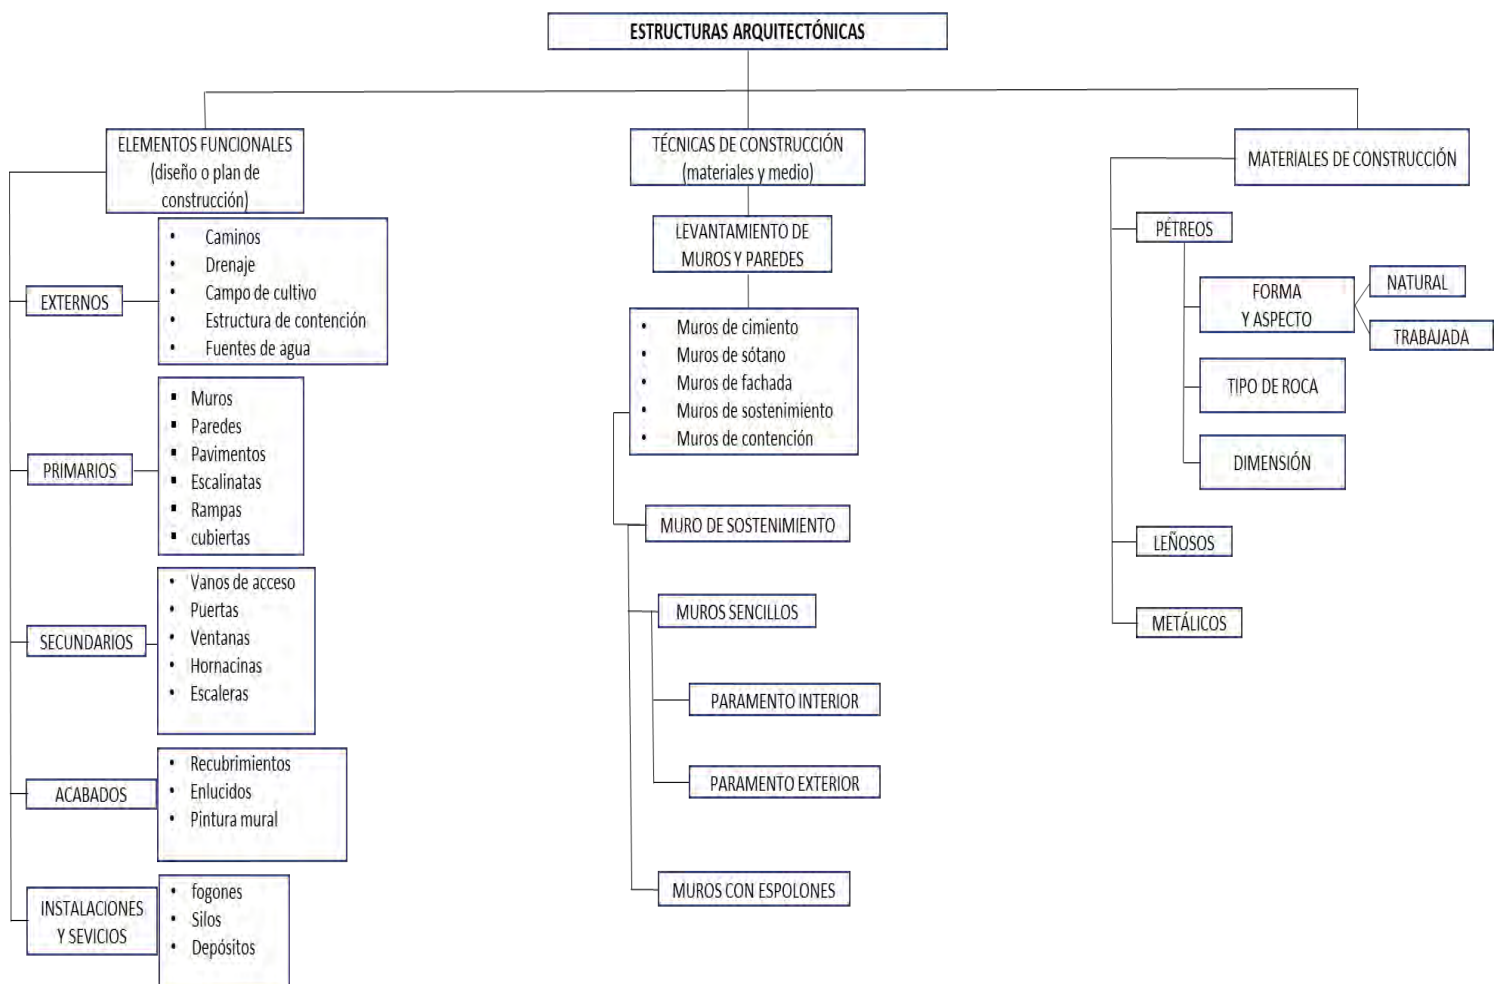 ESTRUCTURAS ARQUITECTÓNICAS
ELEMENTOS FUNCIONALES
(diseño o plan de
construcción)
EXTERNOS
• Caminos
• Drenaje
• Campo de cultivo
• Estructura de contención
• Fuentes de agua
PRIMARIOS
▪ Muros
▪ Paredes
▪ Pavimentos
▪ Escalinatas
▪ Rampas
▪ cubiertas
SECUNDARIOS
• Vanos de acceso
• Puertas
• Ventanas
• Hornacinas
• Escaleras
ACABADOS
• Recubrimientos
• Enlucidos
• Pintura mural
INSTALACIONES
Y SEVICIOS
• fogones
• Silos
• Depósitos
TÉCNICAS DE CONSTRUCCIÓN
(materiales y medio)
LEVANTAMIENTO DE
MUROS Y PAREDES
• Muros de cimiento
• Muros de sótano
• Muros de fachada
• Muros de sostenimiento
• Muros de contención
MURO DE SOSTENIMIENTO
MUROS SENCILLOS
PARAMENTO INTERIOR
PARAMENTO EXTERIOR
MUROS CON ESPOLONES
MATERIALES DE CONSTRUCCIÓN
PÉTREOS
FORMA
Y ASPECTO
NATURAL
TRABAJADA
TIPO DE ROCA
DIMENSIÓN
LEÑOSOS
METÁLICOS